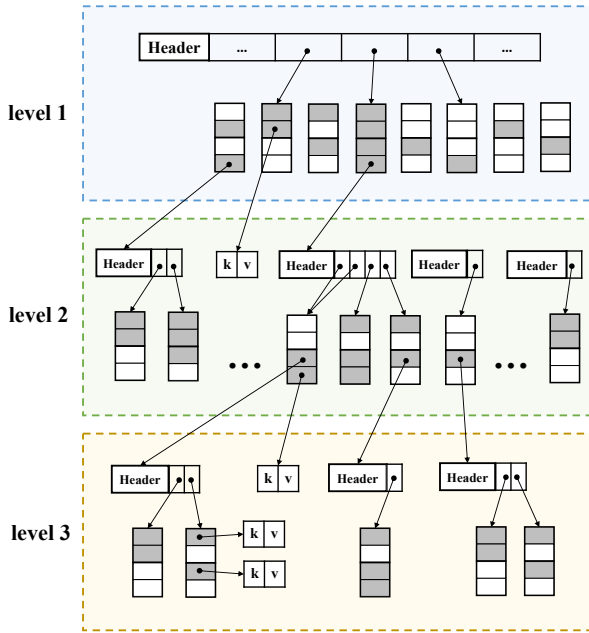 Header ... ...
level 1
Header k v Header Header Header
level 2
... ...
Header k v Header Header
level 3
k v
k v